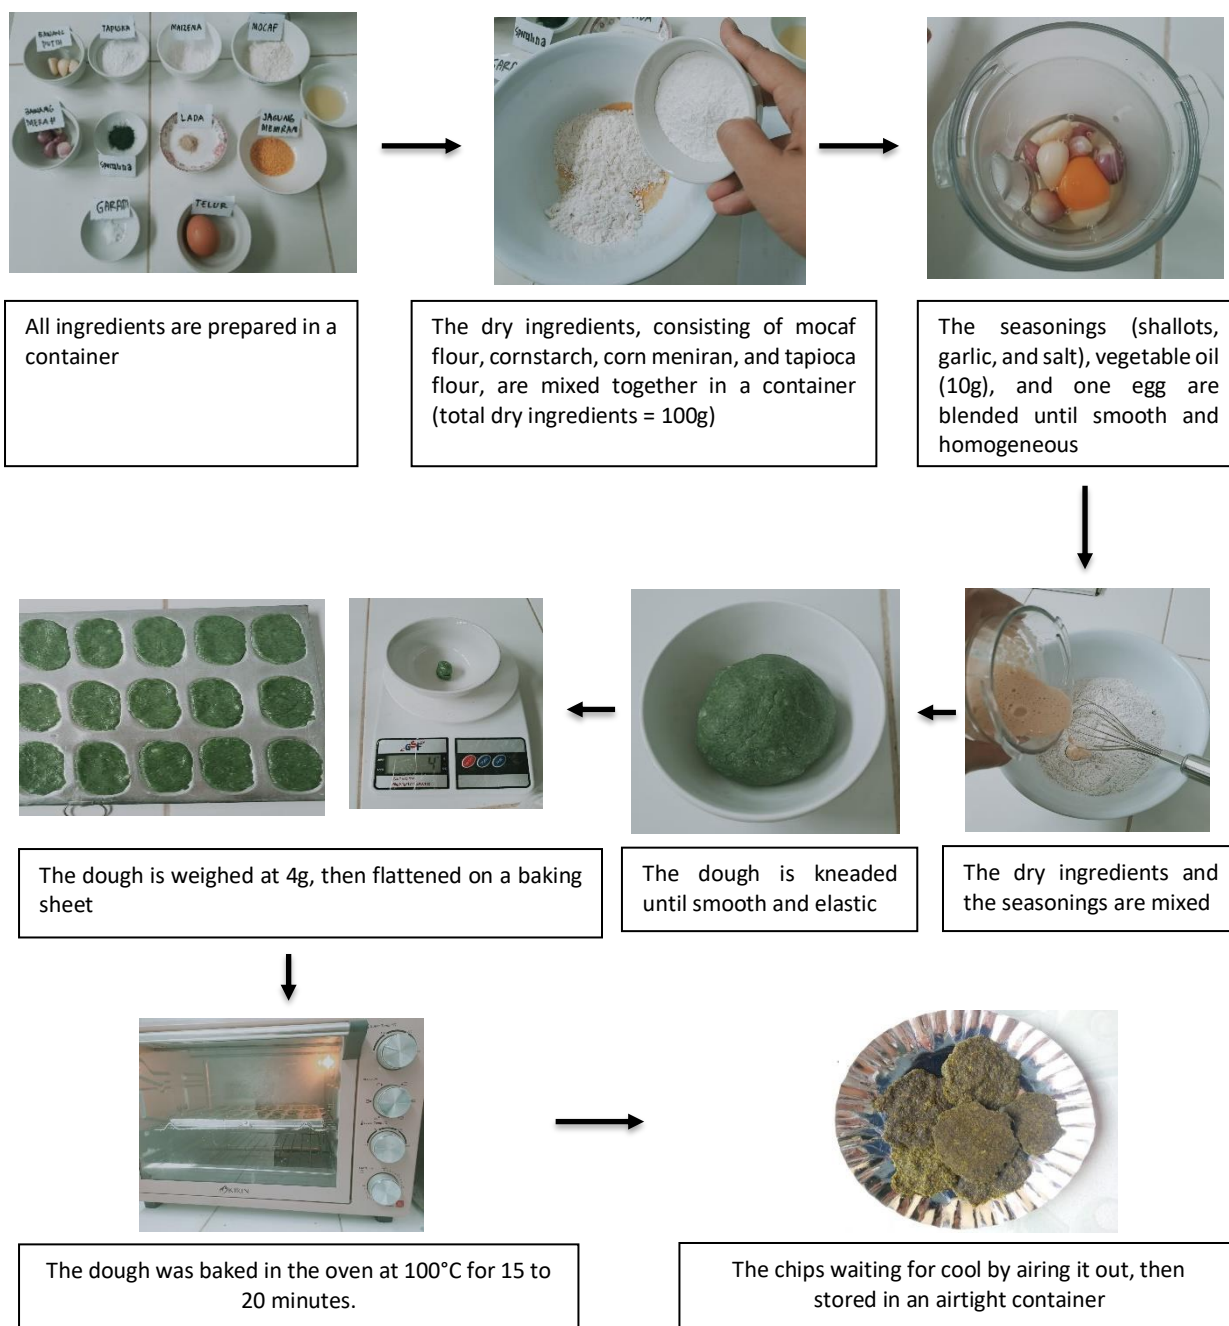 BAWANG
PUTIH
TAPIOKA
MAIZENA
MOCAF
BAWANG
MERAH
Spirulina
LADA
JAGUNG
MENIRAN
GARAM
TELUR
Spirulina
All ingredients are prepared in a
container
The dry ingredients, consisting of mocaf
flour, cornstarch, corn meniran, and tapioca
flour, are mixed together in a container
(total dry ingredients = 100g)
The seasonings (shallots,
garlic, and salt), vegetable oil
(10g), and one egg are
blended until smooth and
homogeneous
The dry ingredients and
the seasonings are mixed
The dough is kneaded
until smooth and elastic
4
The dough is weighed at 4g, then flattened on a baking
sheet
The dough was baked in the oven at 100°C for 15 to
20 minutes.
The chips waiting for cool by airing it out, then
stored in an airtight container